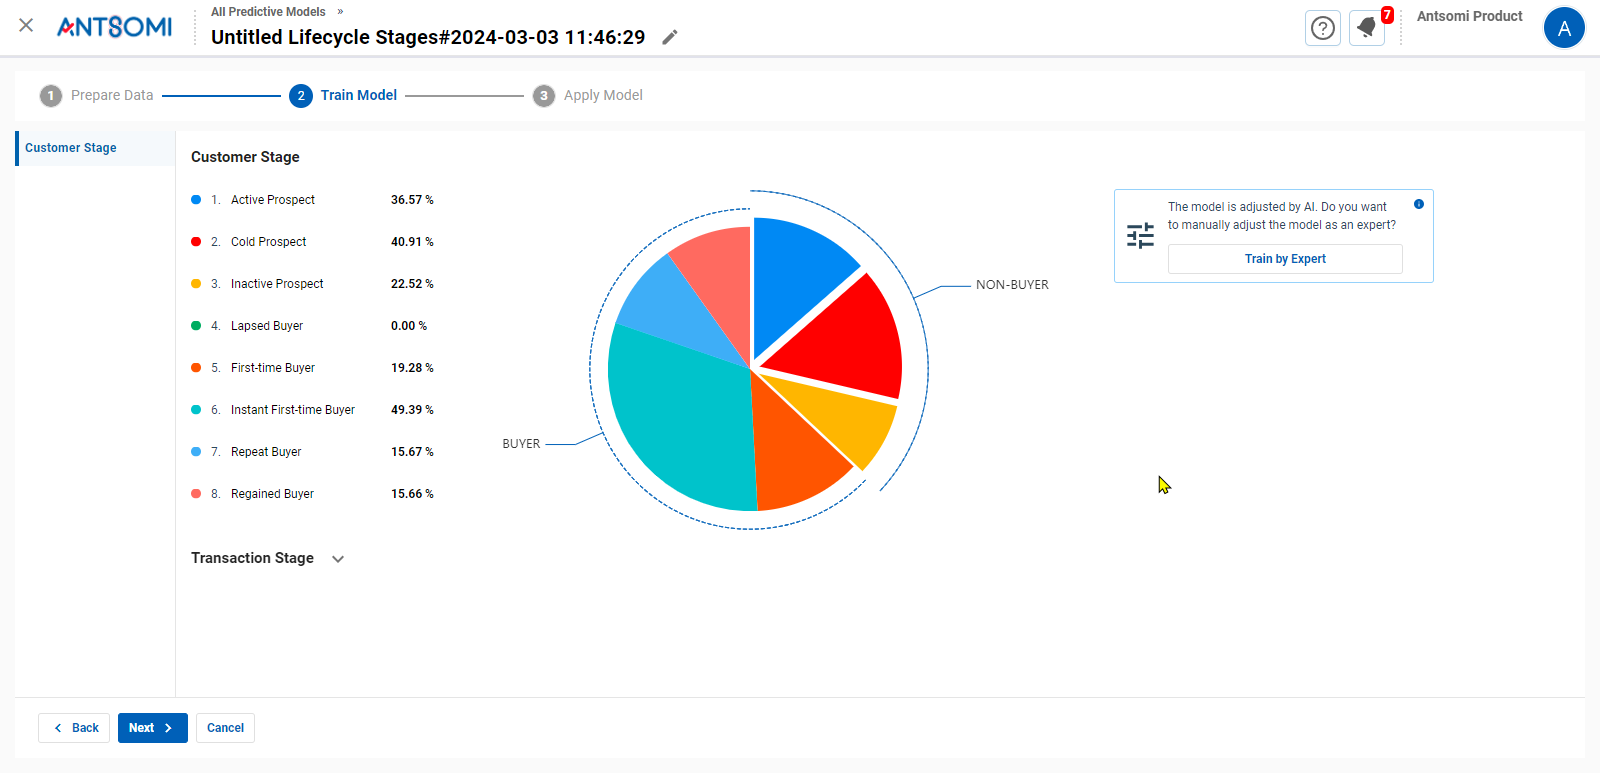 ANTSOMI
All Predictive Models »
Untitled Lifecycle Stages#2024-03-03 11:46:29
?
7
Antsomi Product
A
1 Prepare Data
2 Train Model
3 Apply Model
Customer Stage
Customer Stage
1. Active Prospect 36.57 %
2. Cold Prospect 40.91 %
3. Inactive Prospect 22.52 %
4. Lapsed Buyer 0.00 %
5. First-time Buyer 19.28 %
6. Instant First-time Buyer 49.39 %
7. Repeat Buyer 15.67 %
8. Regained Buyer 15.66 %
NON-BUYER
BUYER
The model is adjusted by AI. Do you want
to manually adjust the model as an expert?
i
Train by Expert
Transaction Stage
Back
Next
Cancel